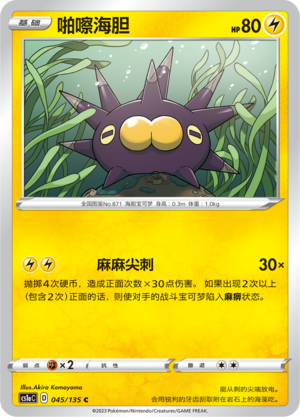 基础 啪嚓海胆 HP80
全国图鉴No.871 海胆宝可梦 身高：0.3m 体重：1.0kg
麻麻尖刺 30×
抛掷4次硬币，造成正面次数×30点伤害。如果出现2次以上
（包含2次）正面的话，则使对手的战斗宝可梦陷入麻痹状态。
弱点 ×2 抵抗力 撤退
Illus.Akira Komayama
CS1aC D 045/135 C
能从刺的尖端放电。
会用锐利的牙齿刮取附在岩石上的海藻吃。
©2023 Pokémon/Nintendo/Creatures/GAME FREAK.